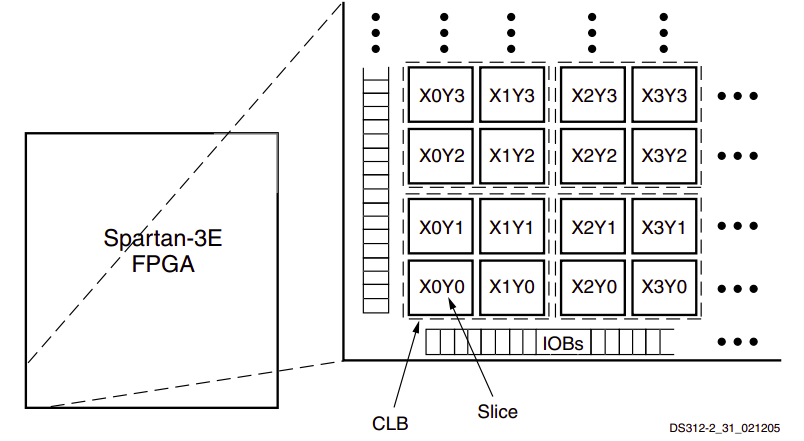 Spartan-3E
FPGA
X0Y3 X1Y3 X2Y3 X3Y3
X0Y2 X1Y2 X2Y2 X3Y2
X0Y1 X1Y1 X2Y1 X3Y1
X0Y0 X1Y0 X2Y0 X3Y0
IOBs
CLB
Slice
DS312-2_31_021205